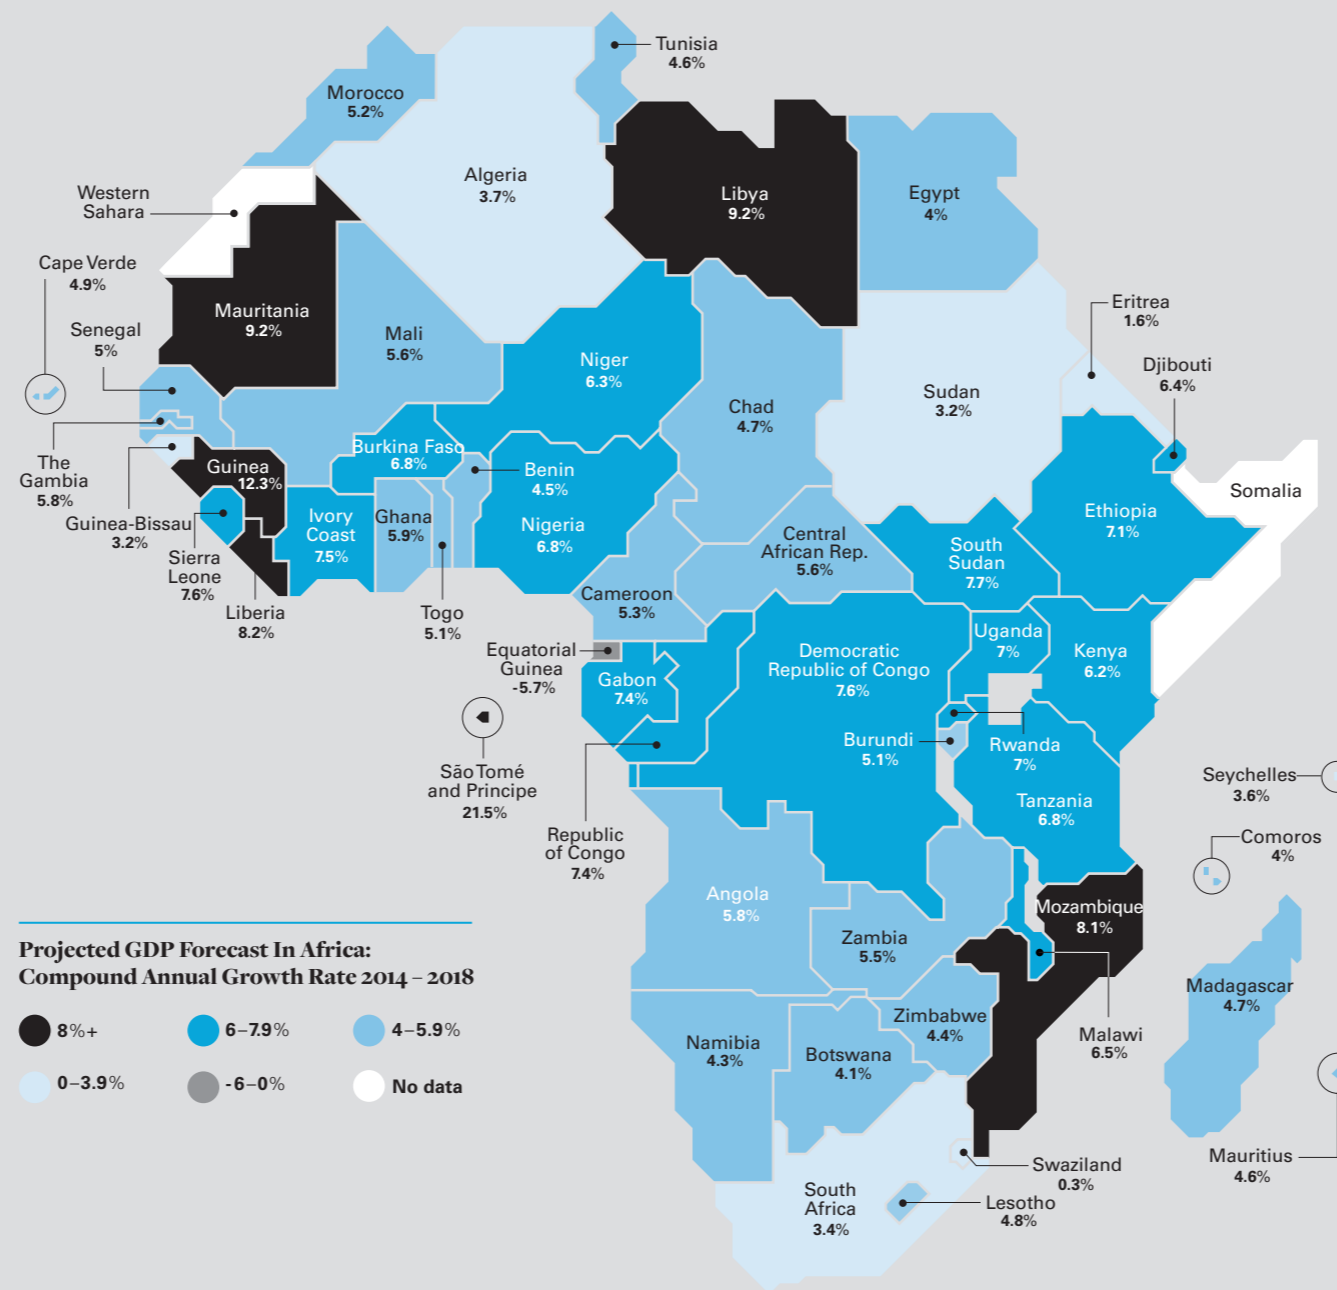 Tunisia
4.6%
Morocco
5.2%
Algeria
3.7%
Libya
9.2%
Egypt
4%
Western
Sahara
Cape Verde
4.9%
Mauritania
9.2%
Senegal
5%
Mali
5.6%
Niger
6.3%
Chad
4.7%
Sudan
3.2%
Eritrea
1.6%
Djibouti
6.4%
The
Gambia
5.8%
Guinea
12.3%
Burkina Faso
6.8%
Benin
4.5%
Somalia
Guinea-Bissau
3.2%
Sierra
Leone
7.6%
Ivory
Coast
7.5%
Ghana
5.9%
Nigeria
6.8%
Central
African Rep.
5.6%
South
Sudan
7.7%
Ethiopia
7.1%
Liberia
8.2%
Togo
5.1%
Cameroon
5.3%
Equatorial
Guinea
-5.7%
Gabon
7.4%
Democratic
Republic of Congo
7.6%
Uganda
7%
Kenya
6.2%
Burundi
5.1%
Rwanda
7%
São Tomé
and Principe
21.5%
Tanzania
6.8%
Seychelles
3.6%
Republic
of Congo
7.4%
Comoros
4%
Angola
5.8%
Zambia
5.5%
Mozambique
8.1%
Projected GDP Forecast In Africa:
Compound Annual Growth Rate 2014 – 2018
8%+
6–7.9%
4–5.9%
0–3.9%
-6–0%
No data
Madagascar
4.7%
Zimbabwe
4.4%
Malawi
6.5%
Namibia
4.3%
Botswana
4.1%
Mauritius
4.6%
Swaziland
0.3%
South
Africa
3.4%
Lesotho
4.8%